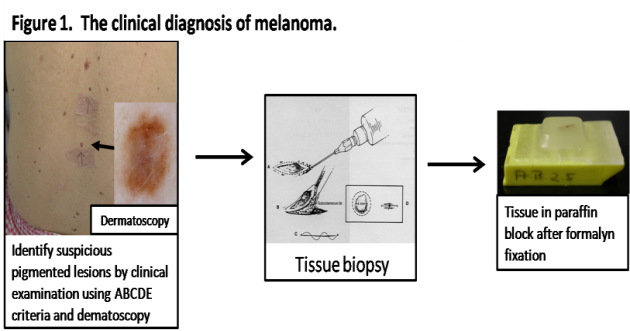 Figure 1. The clinical diagnosis of melanoma.
Dermatoscopy
Identify suspicious
pigmented lesions by clinical
examination using ABCDE
criteria and dermatoscopy
A
B
C
D
Tissue biopsy
Tissue in paraffin
block after formalyn
fixation